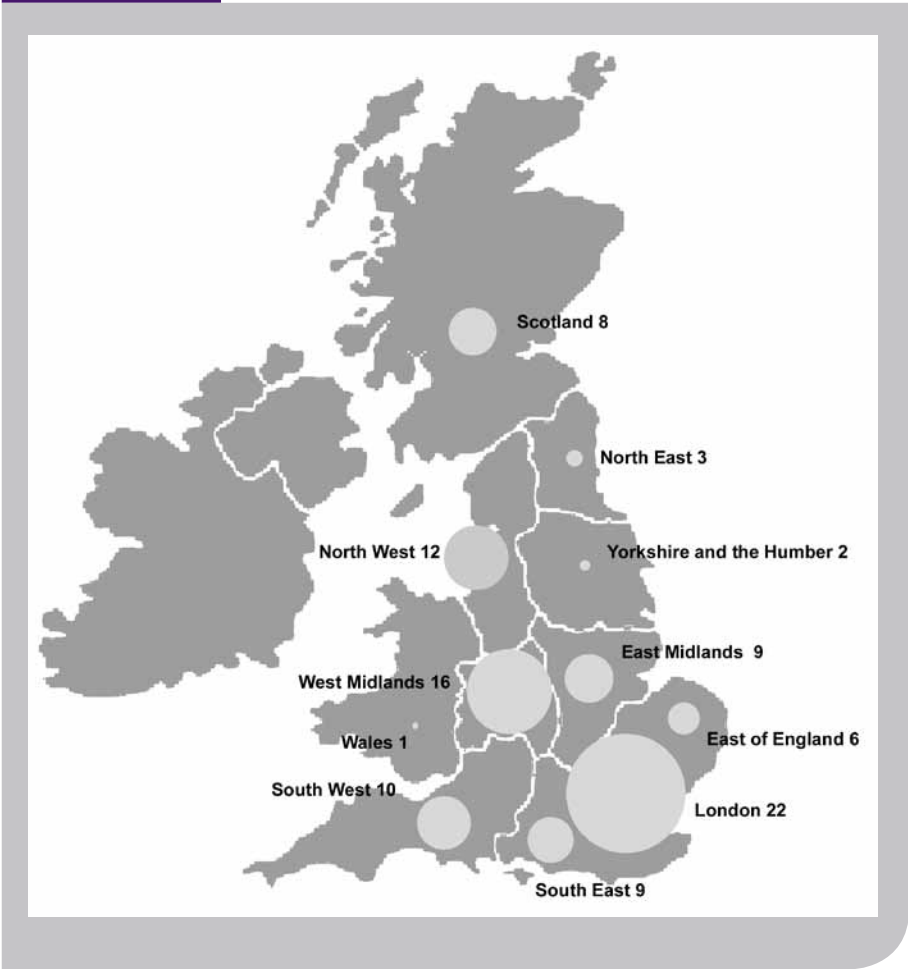 Scotland 8
North East 3
North West 12
Yorkshire and the Humber 2
East Midlands 9
West Midlands 16
East of England 6
Wales 1
South West 10
London 22
South East 9